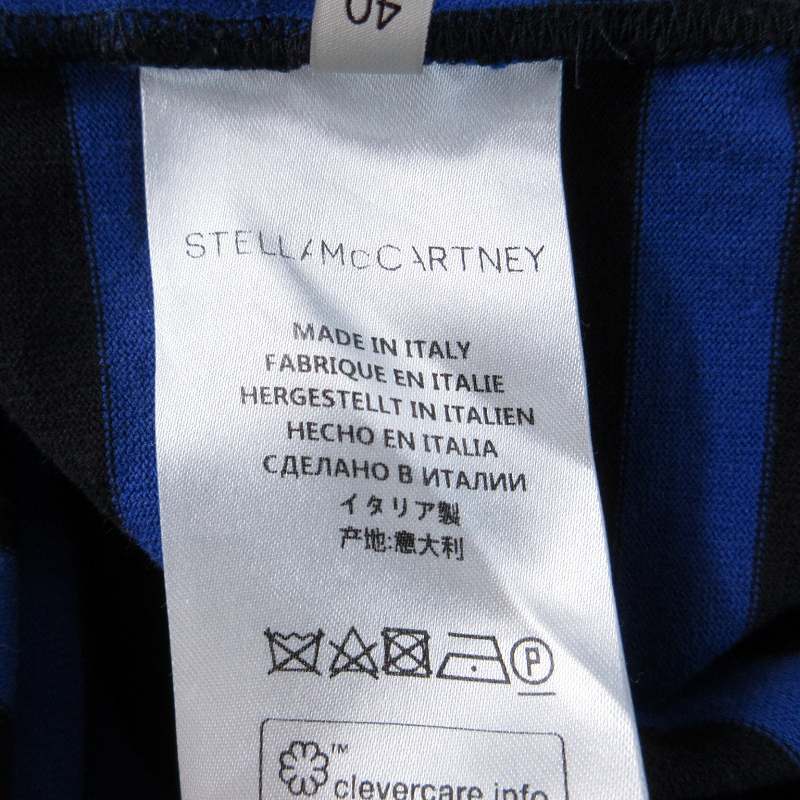 40
STELLA McCARTNEY
MADE IN ITALY
FABRIQUE EN ITALIE
HERGESTELLT IN ITALIEN
HECHO EN ITALIA
СДЕЛАНО В ИТАЛИИ
イタリア製
产地:意大利
P
™
clevercare.info